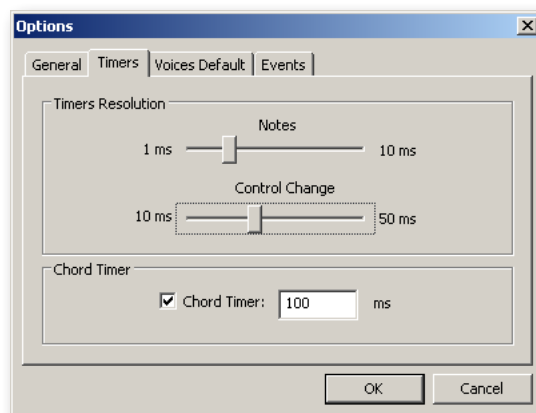 Options
General Timers Voices Default Events
Timers Resolution
Notes
1 ms 10 ms
Control Change
10 ms 50 ms
Chord Timer
Chord Timer: 100 ms
OK Cancel